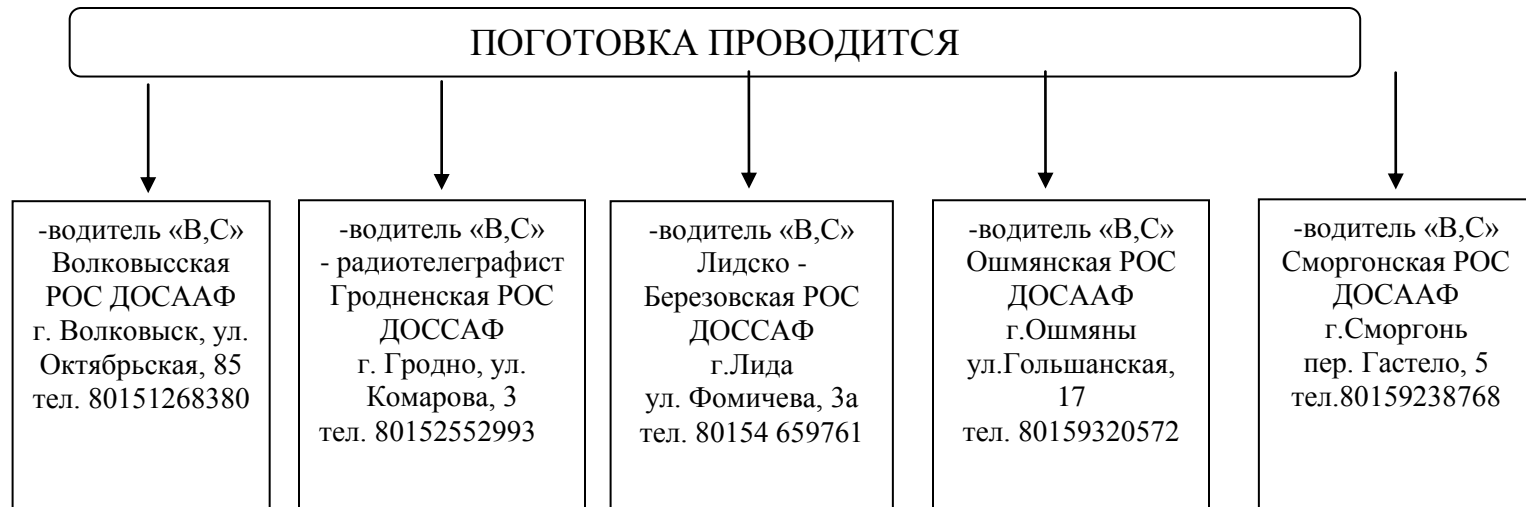 ПОГОТОВКА ПРОВОДИТСЯ
-водитель «В,С»
Волковысская
РОС ДОСААФ
г. Волковыск, ул.
Октябрьская, 85
тел. 80151268380
-водитель «В,С»
- радиотелеграфист
Гродненская РОС
ДОССАФ
г. Гродно, ул.
Комарова, 3
тел. 80152552993
-водитель «В,С»
Лидско -
Березовская РОС
ДОССАФ
г.Лида
ул. Фомичева, 3а
тел. 80154 659761
-водитель «В,С»
Ошмянская РОС
ДОСААФ
г.Ошмяны
ул.Гольшанская,
17
тел. 80159320572
-водитель «В,С»
Сморгонская РОС
ДОСААФ
г.Сморгонь
пер. Гастело, 5
тел.80159238768